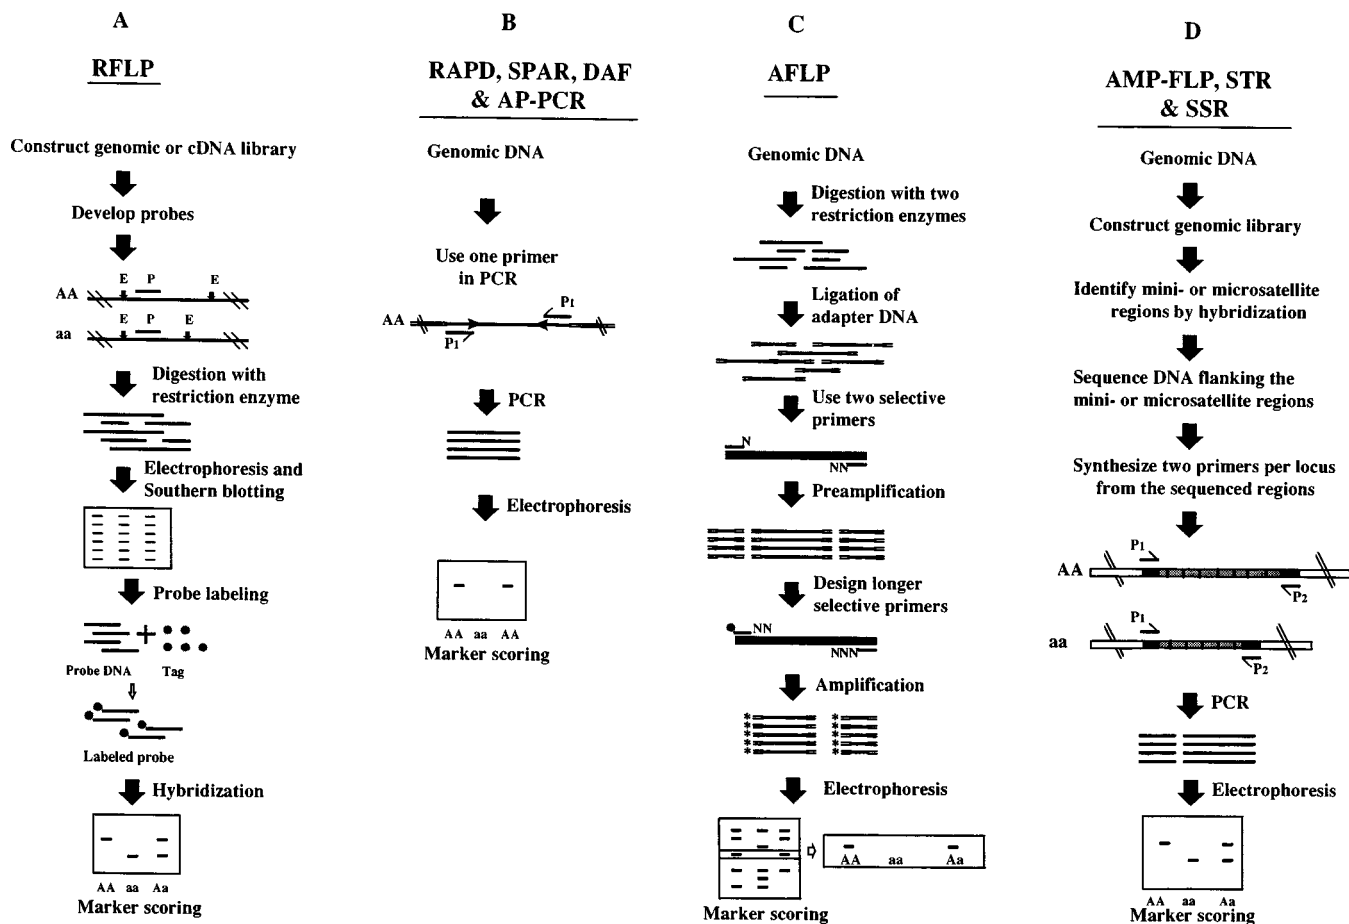 A
RFLP
Construct genomic or cDNA library
Develop probes
E P E
AA
E P E
aa
Digestion with
restriction enzyme
Electrophoresis and
Southern blotting
Probe labeling
+
Probe DNA Tag
Labeled probe
Hybridization
AA aa Aa
Marker scoring
B
RAPD, SPAR, DAF
& AP-PCR
Genomic DNA
Use one primer
in PCR
P1
AA
P1
PCR
Electrophoresis
AA aa AA
Marker scoring
C
AFLP
Genomic DNA
Digestion with two
restriction enzymes
Ligation of
adapter DNA
Use two selective
primers
N
NN
Preamplification
Design longer
selective primers
NN
NNN
Amplification
* *
* *
* *
* *
* *
Electrophoresis
AA aa Aa
Marker scoring
D
AMP-FLP, STR
& SSR
Genomic DNA
Construct genomic library
Identify mini- or microsatellite
regions by hybridization
Sequence DNA flanking the
mini- or microsatellite regions
Synthesize two primers per locus
from the sequenced regions
P1
AA
P2
P1
aa
P2
PCR
Electrophoresis
AA aa Aa
Marker scoring